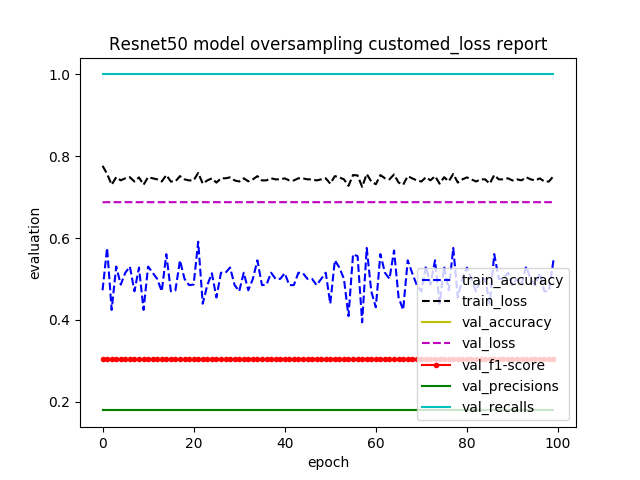 Resnet50 model oversampling customed_loss report
1.0
0.8
0.6
0.4
0.2
evaluation
train_accuracy
train_loss
val_accuracy
val_loss
val_f1-score
val_precisions
val_recalls
0 20 40 60 80 100
epoch